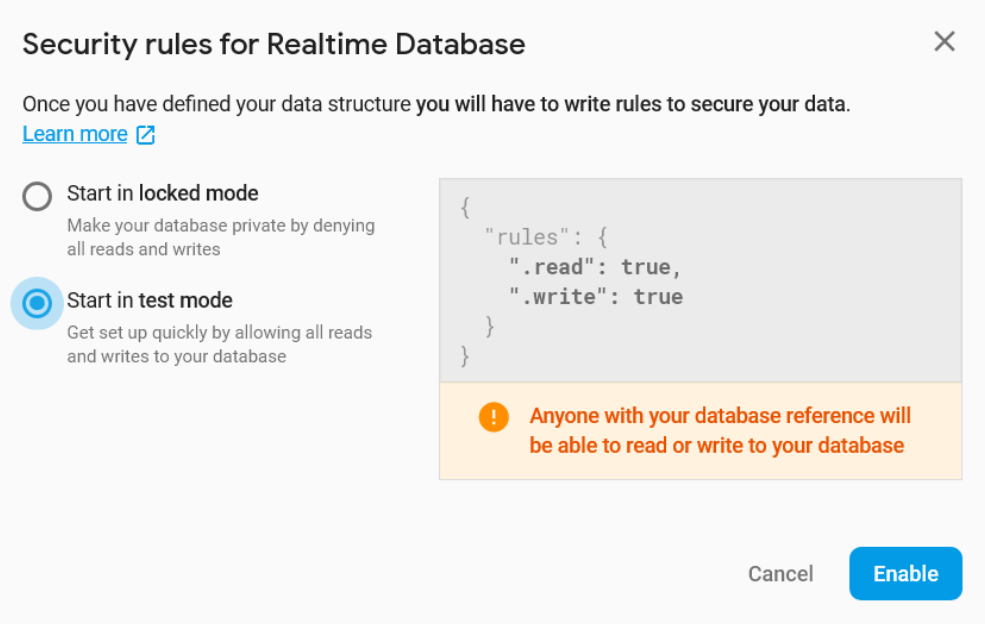 Security rules for Realtime Database
Once you have defined your data structure you will have to write rules to secure your data.
Learn more
Start in locked mode
Make your database private by denying
all reads and writes
Start in test mode
Get set up quickly by allowing all reads
and writes to your database
{
  "rules": {
    ".read": true,
    ".write": true
  }
}
Anyone with your database reference will
be able to read or write to your database
Cancel
Enable